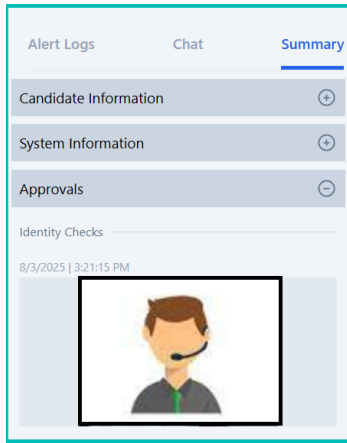 Alert Logs Chat Summary
Candidate Information
System Information
Approvals
Identity Checks
8/3/2025 | 3:21:15 PM